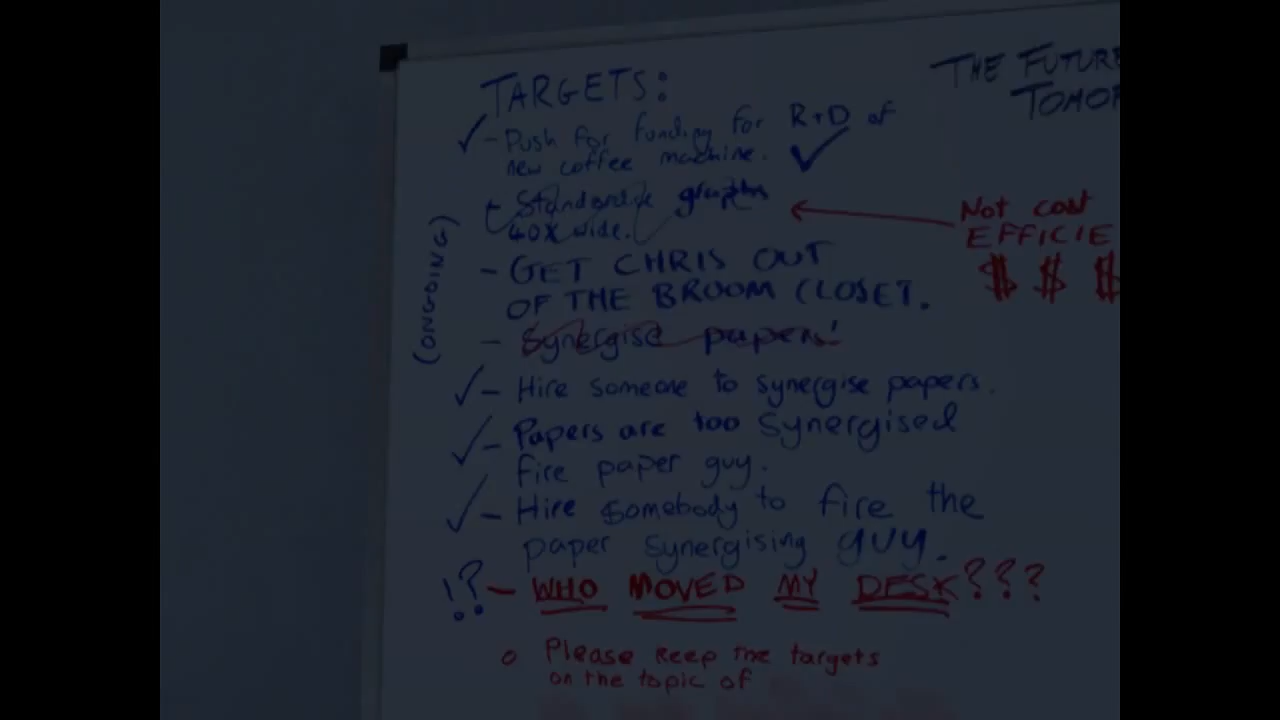 TARGETS:
- Push for funding for R+D of
new coffee machine.
- Standardize graphs
40x wide.
- GET CHRIS OUT
OF THE BROOM CLOSET.
(ONGOING)
- Synergise papers!
- Hire someone to synergise papers.
- Papers are too synergised
fire paper guy.
- Hire somebody to fire the
paper synergising guy.
!? - WHO MOVED MY DESK???
o Please keep the targets
on the topic of
THE FUTURE
TOMOR
Not cost
EFFICIE
$ $ $